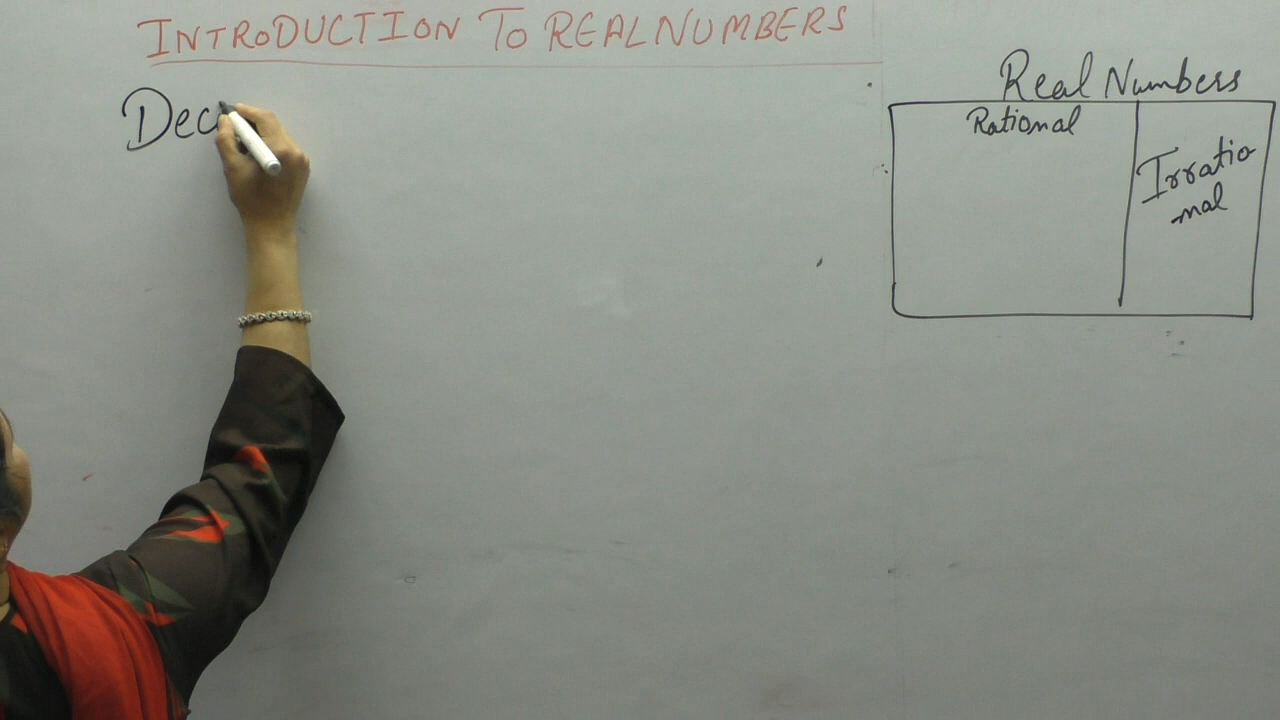 INTRODUCTION TO REAL NUMBERS
Dec
Real Numbers
Rational
Irratio
nal